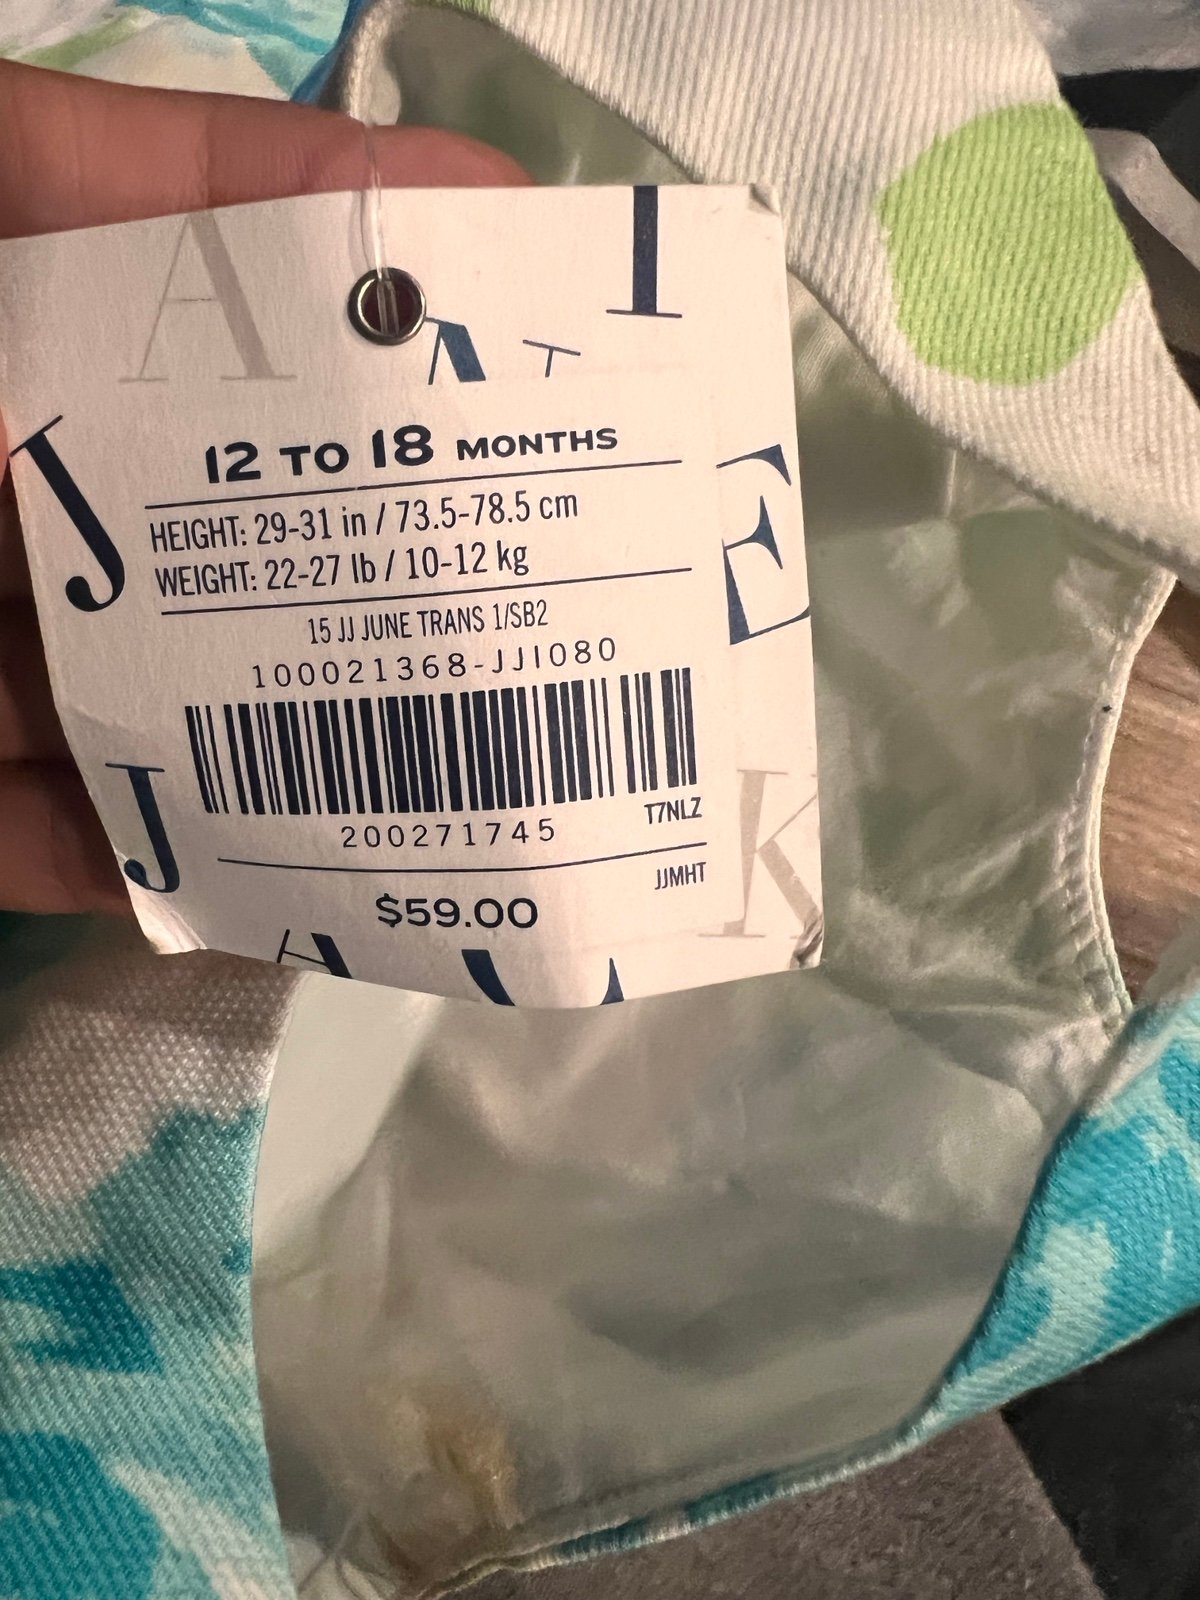 A I
A T
12 TO 18 MONTHS
J
E
HEIGHT: 29-31 in / 73.5-78.5 cm
WEIGHT: 22-27 lb / 10-12 kg
15 JJ JUNE TRANS 1/SB2
100021368-JJI080
J
K
200271745
T7NLZ
JJMHT
$59.00